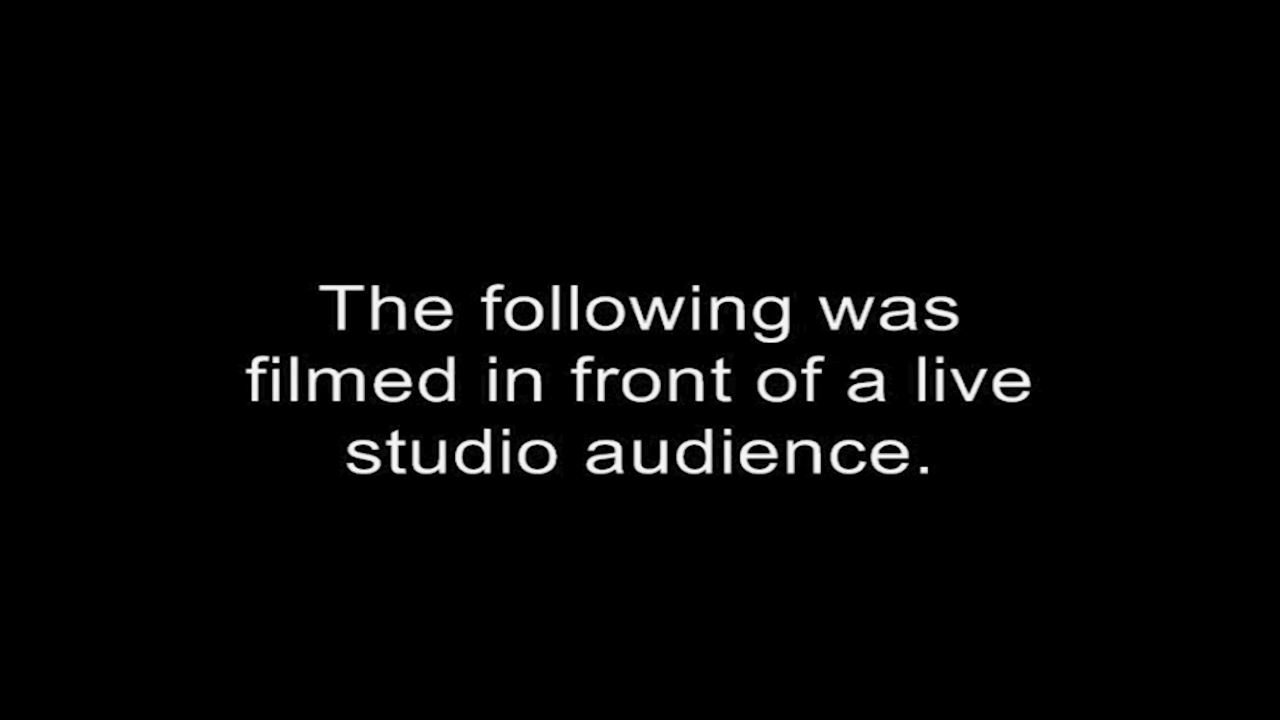 The following was
filmed in front of a live
studio audience.